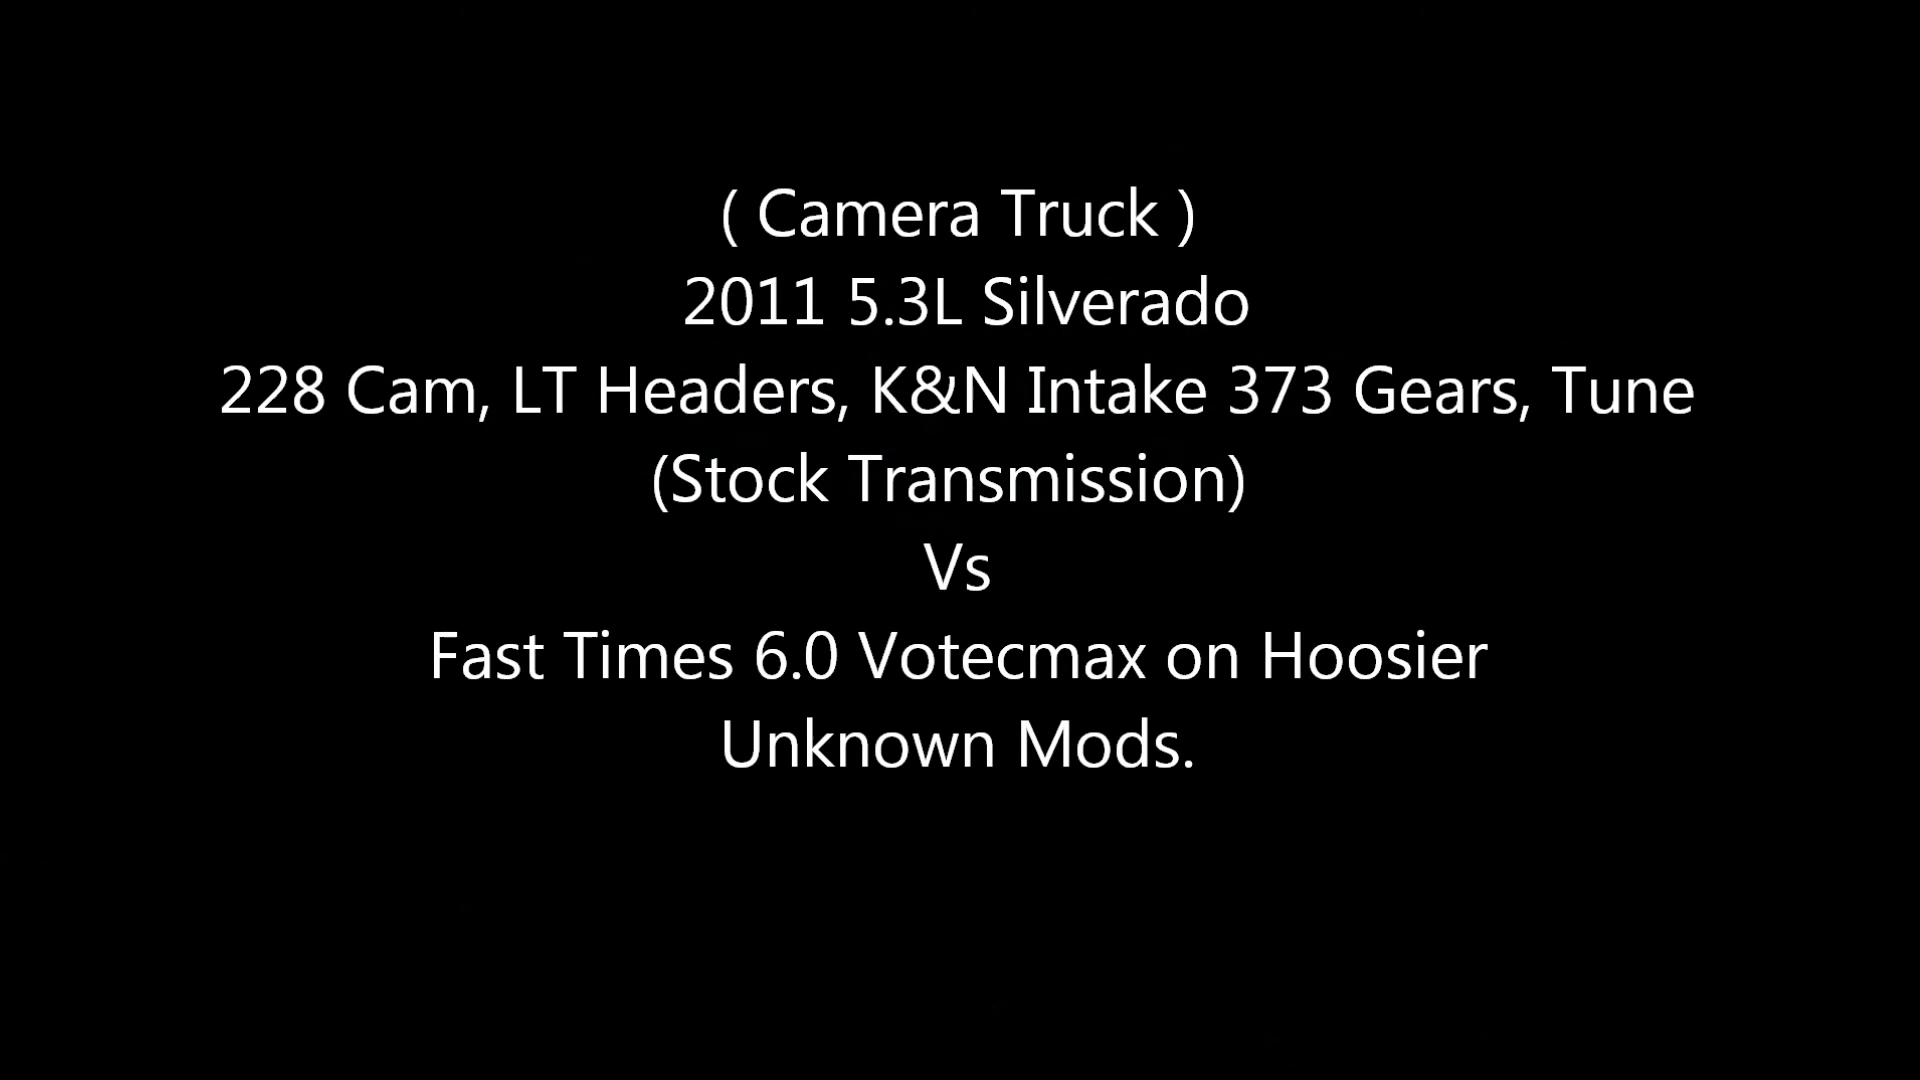 ( Camera Truck )
2011 5.3L Silverado
228 Cam, LT Headers, K&N Intake 373 Gears, Tune
(Stock Transmission)
Vs
Fast Times 6.0 Votecmax on Hoosier
Unknown Mods.